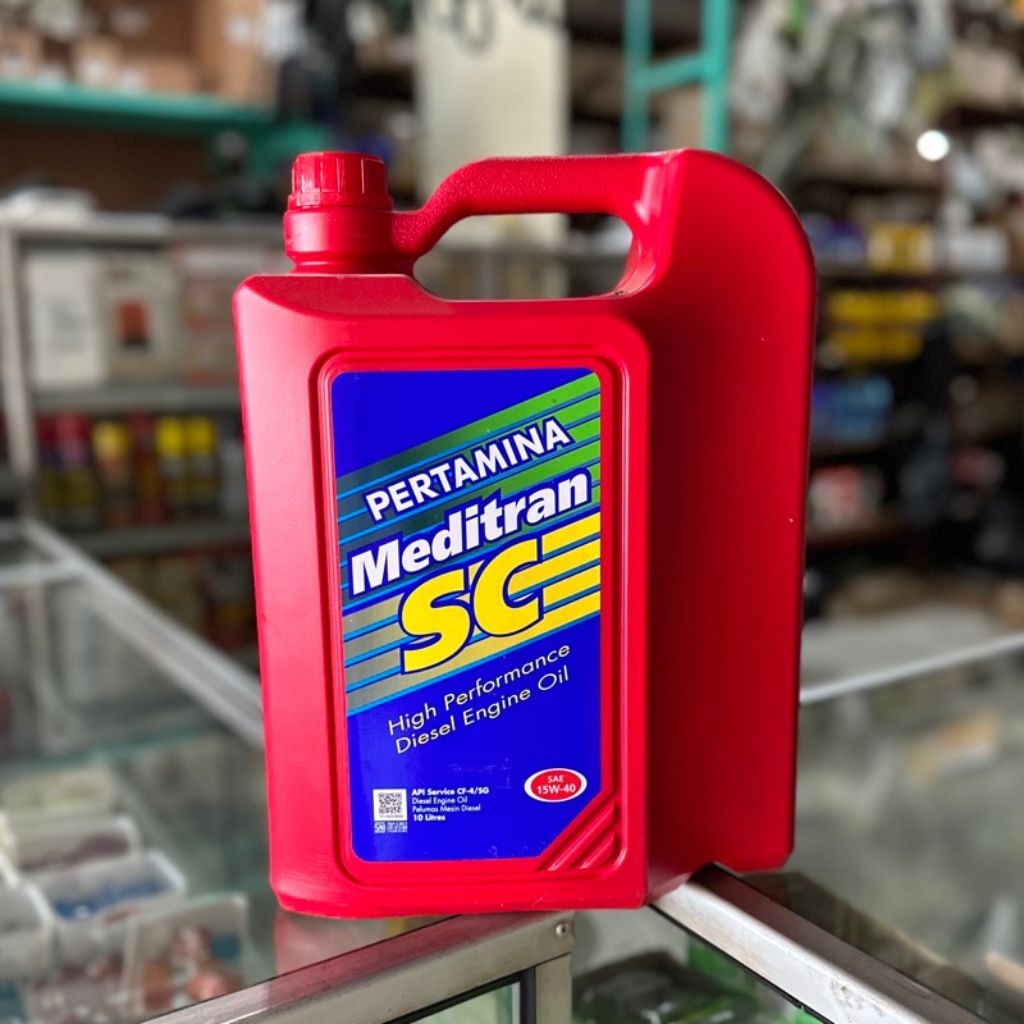 PERTAMINA
Meditran
SC
High Performance
Diesel Engine Oil
SAE
15W-40
API Service CF-4/SG
Diesel Engine Oil
Pelumas Mesin Diesel
10 Litres